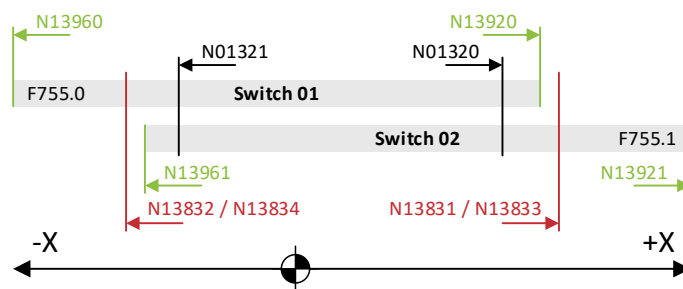 N13960
N13920
N01321
N01320
F755.0
Switch 01
Switch 02
F755.1
N13961
N13921
N13832 / N13834
N13831 / N13833
-X
+X